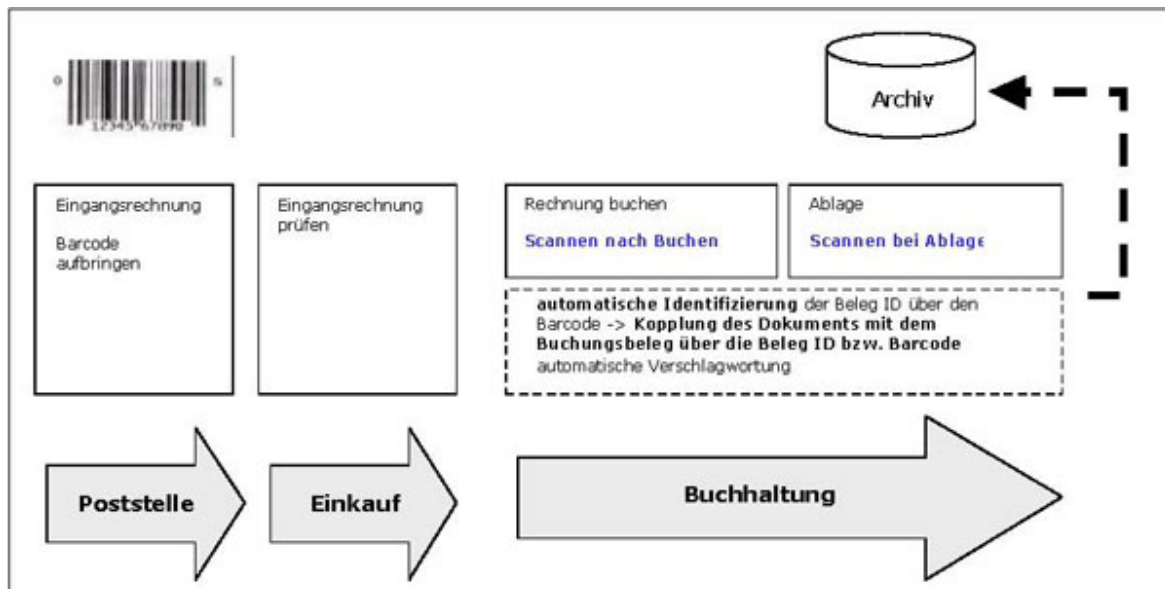 0 5
12345 67890
Archiv
Eingangsrechnung
Barcode
aufbringen
Eingangsrechnung
prüfen
Rechnung buchen
Scannen nach Buchen
Ablage
Scannen bei Ablage
automatische Identifizierung der Beleg ID über den
Barcode -> Kopplung des Dokuments mit dem
Buchungsbeleg über die Beleg ID bzw. Barcode
automatische Verschlagwortung
Poststelle
Einkauf
Buchhaltung